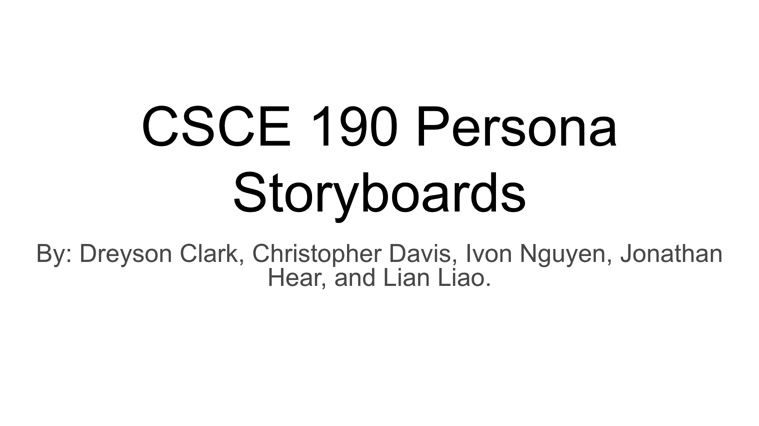 CSCE 190 Persona
Storyboards
By: Dreyson Clark, Christopher Davis, Ivon Nguyen, Jonathan
Hear, and Lian Liao.